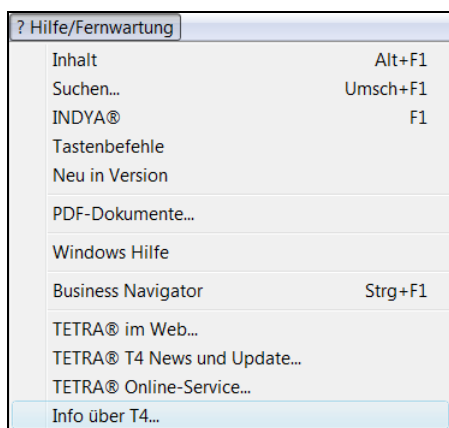 ? Hilfe/Fernwartung
Inhalt Alt+F1
Suchen... Umsch+F1
INDYA® F1
Tastenbefehle
Neu in Version
PDF-Dokumente...
Windows Hilfe
Business Navigator Strg+F1
TETRA® im Web...
TETRA® T4 News und Update...
TETRA® Online-Service...
Info über T4...